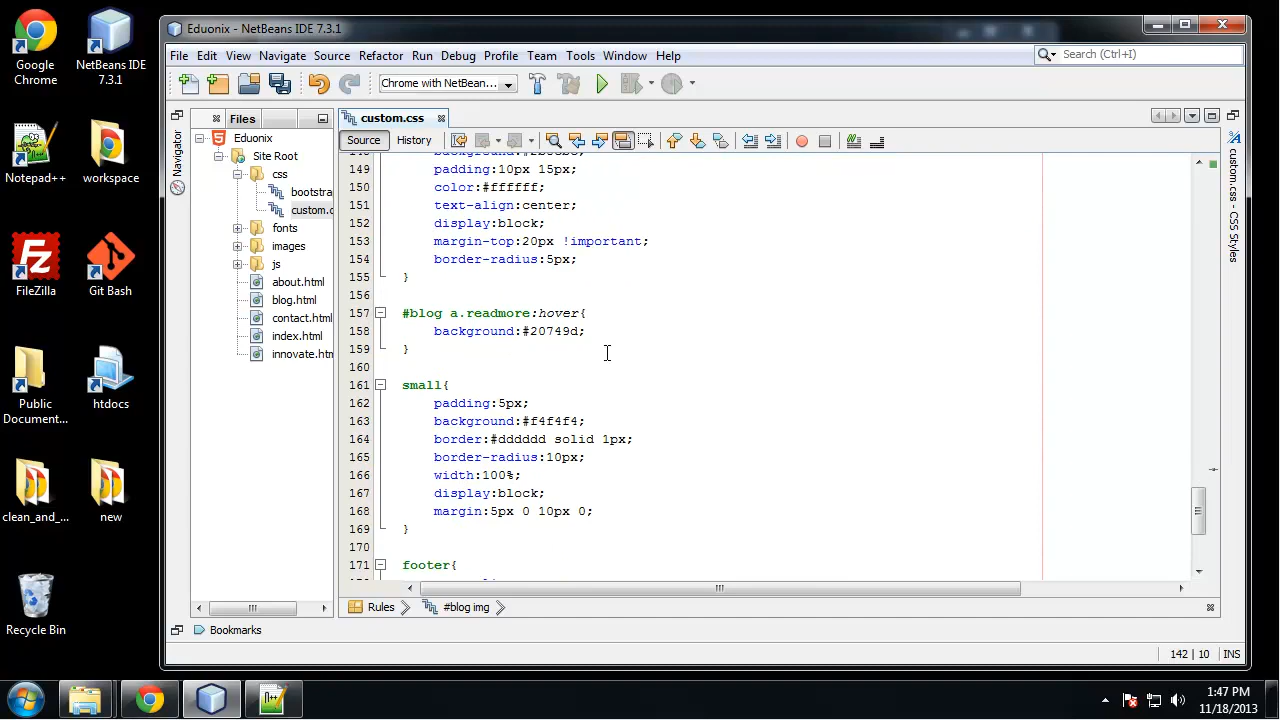 Google Chrome
NetBeans IDE 7.3.1
Notepad++
workspace
FileZilla
Git Bash
Public Document...
htdocs
clean_and_...
new
Recycle Bin
Eduonix - NetBeans IDE 7.3.1
File Edit View Navigate Source Refactor Run Debug Profile Team Tools Window Help
Search (Ctrl+I)
Chrome with NetBean...
Files
Navigator
Eduonix
Site Root
css
bootstra
custom.c
fonts
images
js
about.html
blog.html
contact.html
index.html
innovate.htm
custom.css
Source History
149 padding:10px 15px;
150 color:#ffffff;
151 text-align:center;
152 display:block;
153 margin-top:20px !important;
154 border-radius:5px;
155 }
156
157 #blog a.readmore:hover{
158 background:#20749d;
159 }
160
161 small{
162 padding:5px;
163 background:#f4f4f4;
164 border:#dddddd solid 1px;
165 border-radius:10px;
166 width:100%;
167 display:block;
168 margin:5px 0 10px 0;
169 }
170
171 footer{
Rules #blog img
custom.css - CSS Styles
Bookmarks
142 | 10 INS
1:47 PM
11/18/2013